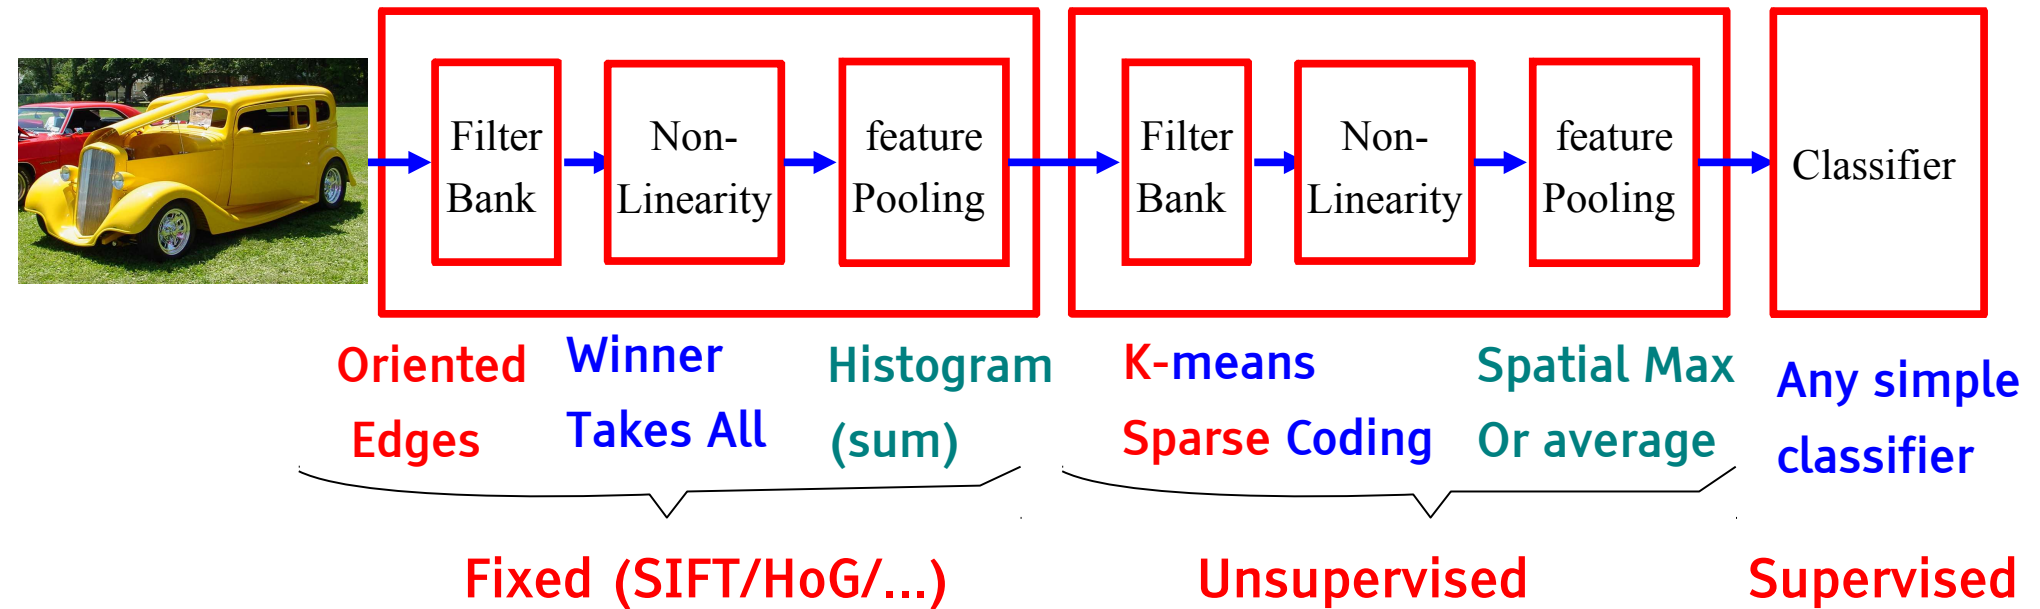 Filter
Bank
Non-
Linearity
feature
Pooling
Filter
Bank
Non-
Linearity
feature
Pooling
Classifier
Oriented
Edges
Winner
Takes All
Histogram
(sum)
K-means
Sparse Coding
Spatial Max
Or average
Any simple
classifier
Fixed (SIFT/HoG/...)
Unsupervised
Supervised